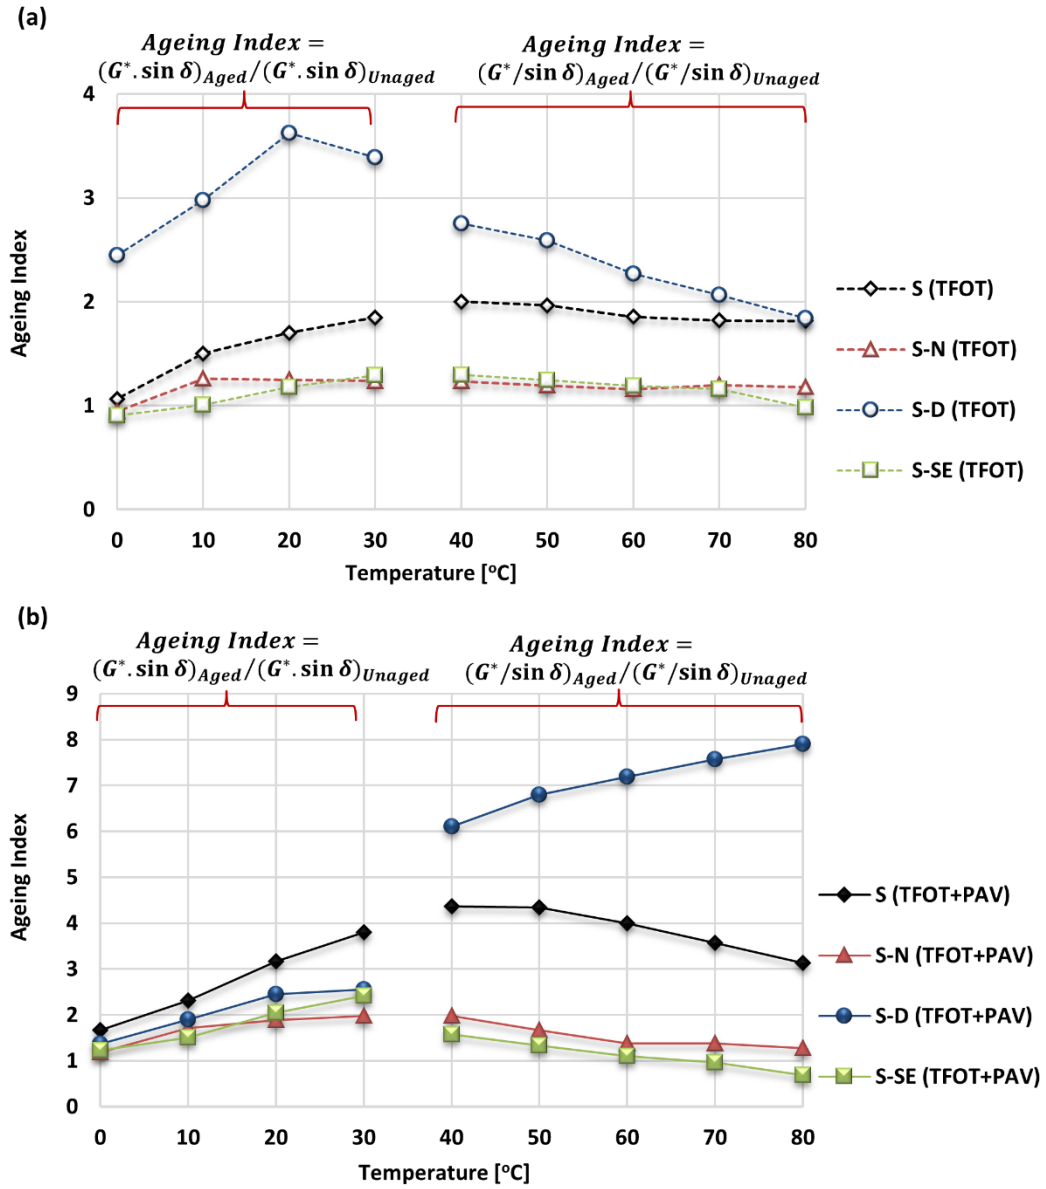 (a)
Ageing Index =
(G*. sin δ)Aged/(G*. sin δ)Unaged
Ageing Index =
(G*/sin δ)Aged/(G*/sin δ)Unaged
4
3
2
1
0
Ageing Index
0 10 20 30 40 50 60 70 80
Temperature [°C]
S (TFOT)
S-N (TFOT)
S-D (TFOT)
S-SE (TFOT)
(b)
Ageing Index =
(G*. sin δ)Aged/(G*. sin δ)Unaged
Ageing Index =
(G*/sin δ)Aged/(G*/sin δ)Unaged
9
8
7
6
5
4
3
2
1
0
Ageing Index
0 10 20 30 40 50 60 70 80
Temperature [°C]
S (TFOT+PAV)
S-N (TFOT+PAV)
S-D (TFOT+PAV)
S-SE (TFOT+PAV)